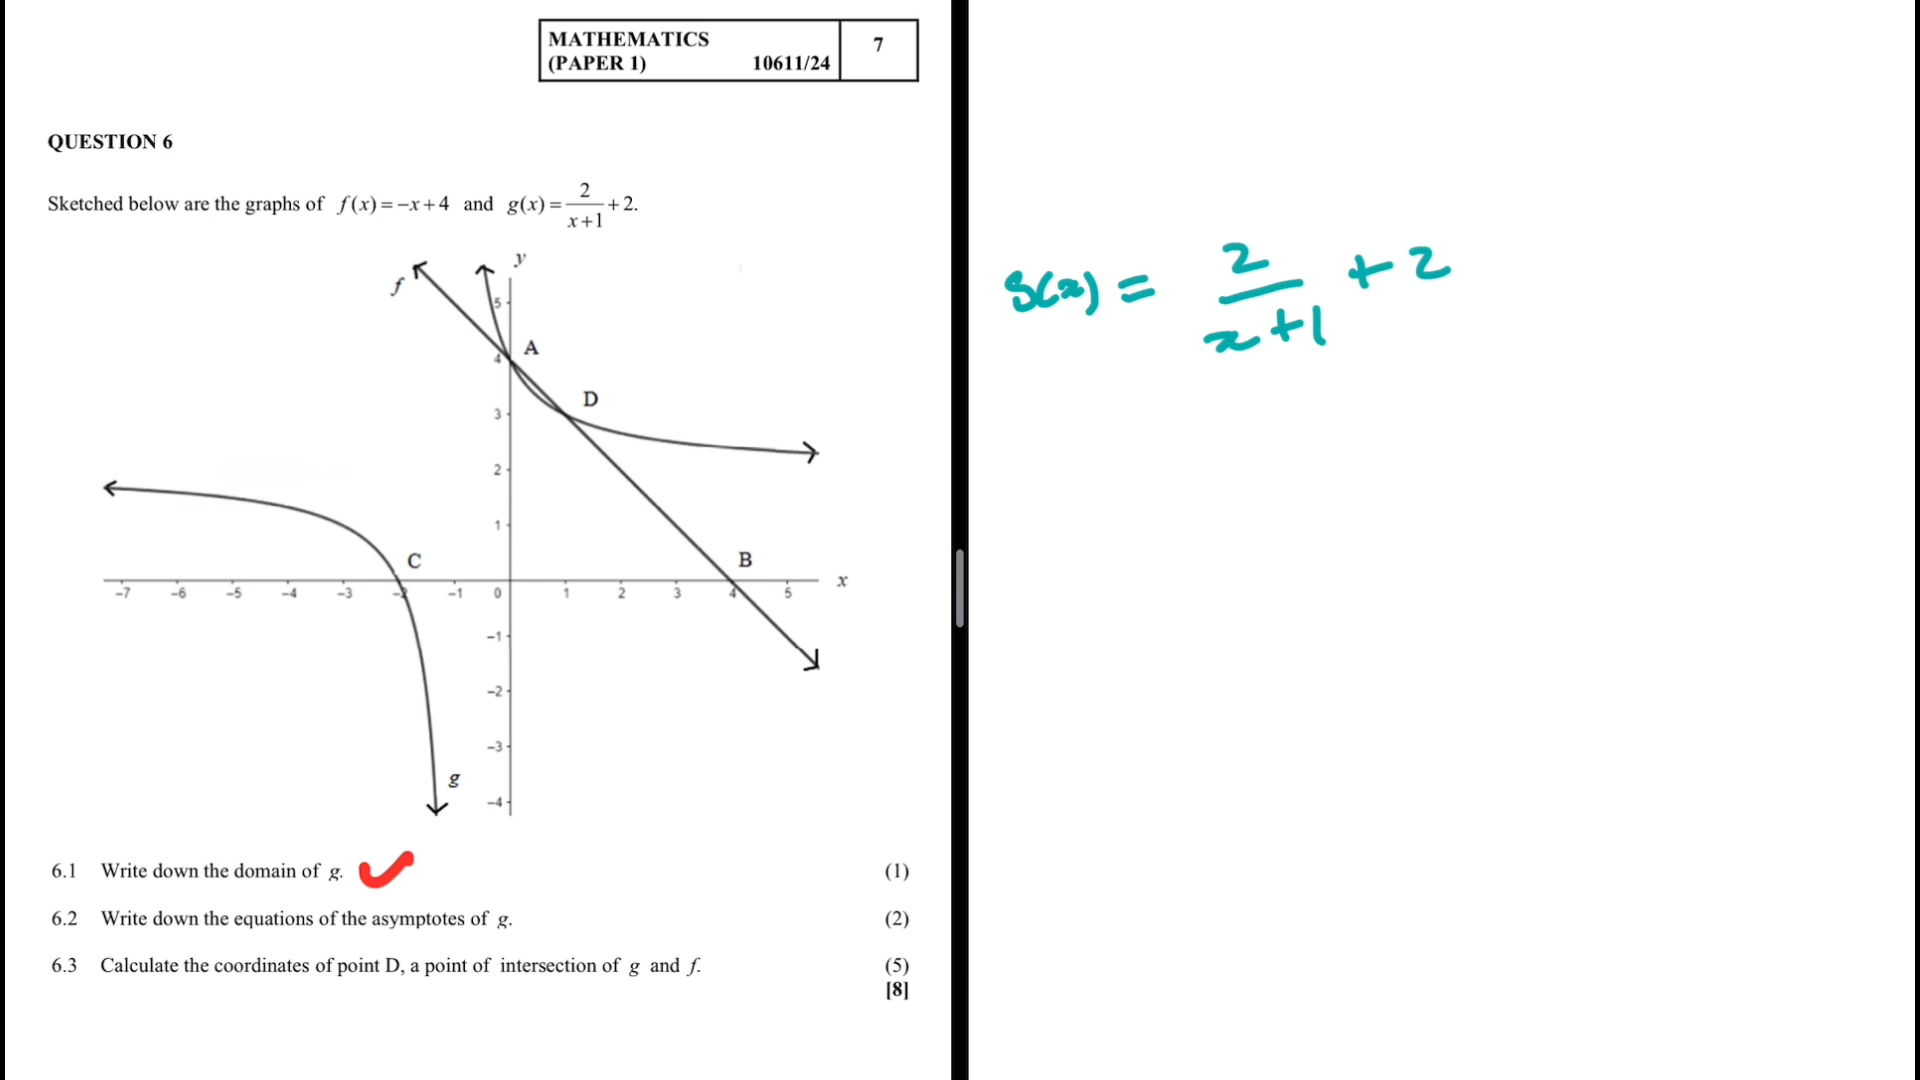 MATHEMATICS
(PAPER 1) 10611/24
7
QUESTION 6
Sketched below are the graphs of f(x)=−x+4 and g(x)=2/(x+1)+2.
f
y
5
A
4
D
3
2
1
C
B
x
-7 -6 -5 -4 -3 -2 -1 0 1 2 3 4 5
-1
-2
-3
g
-4
6.1 Write down the domain of g. (1)
6.2 Write down the equations of the asymptotes of g. (2)
6.3 Calculate the coordinates of point D, a point of intersection of g and f. (5)
[8]
g(x) = 2/(x+1) + 2